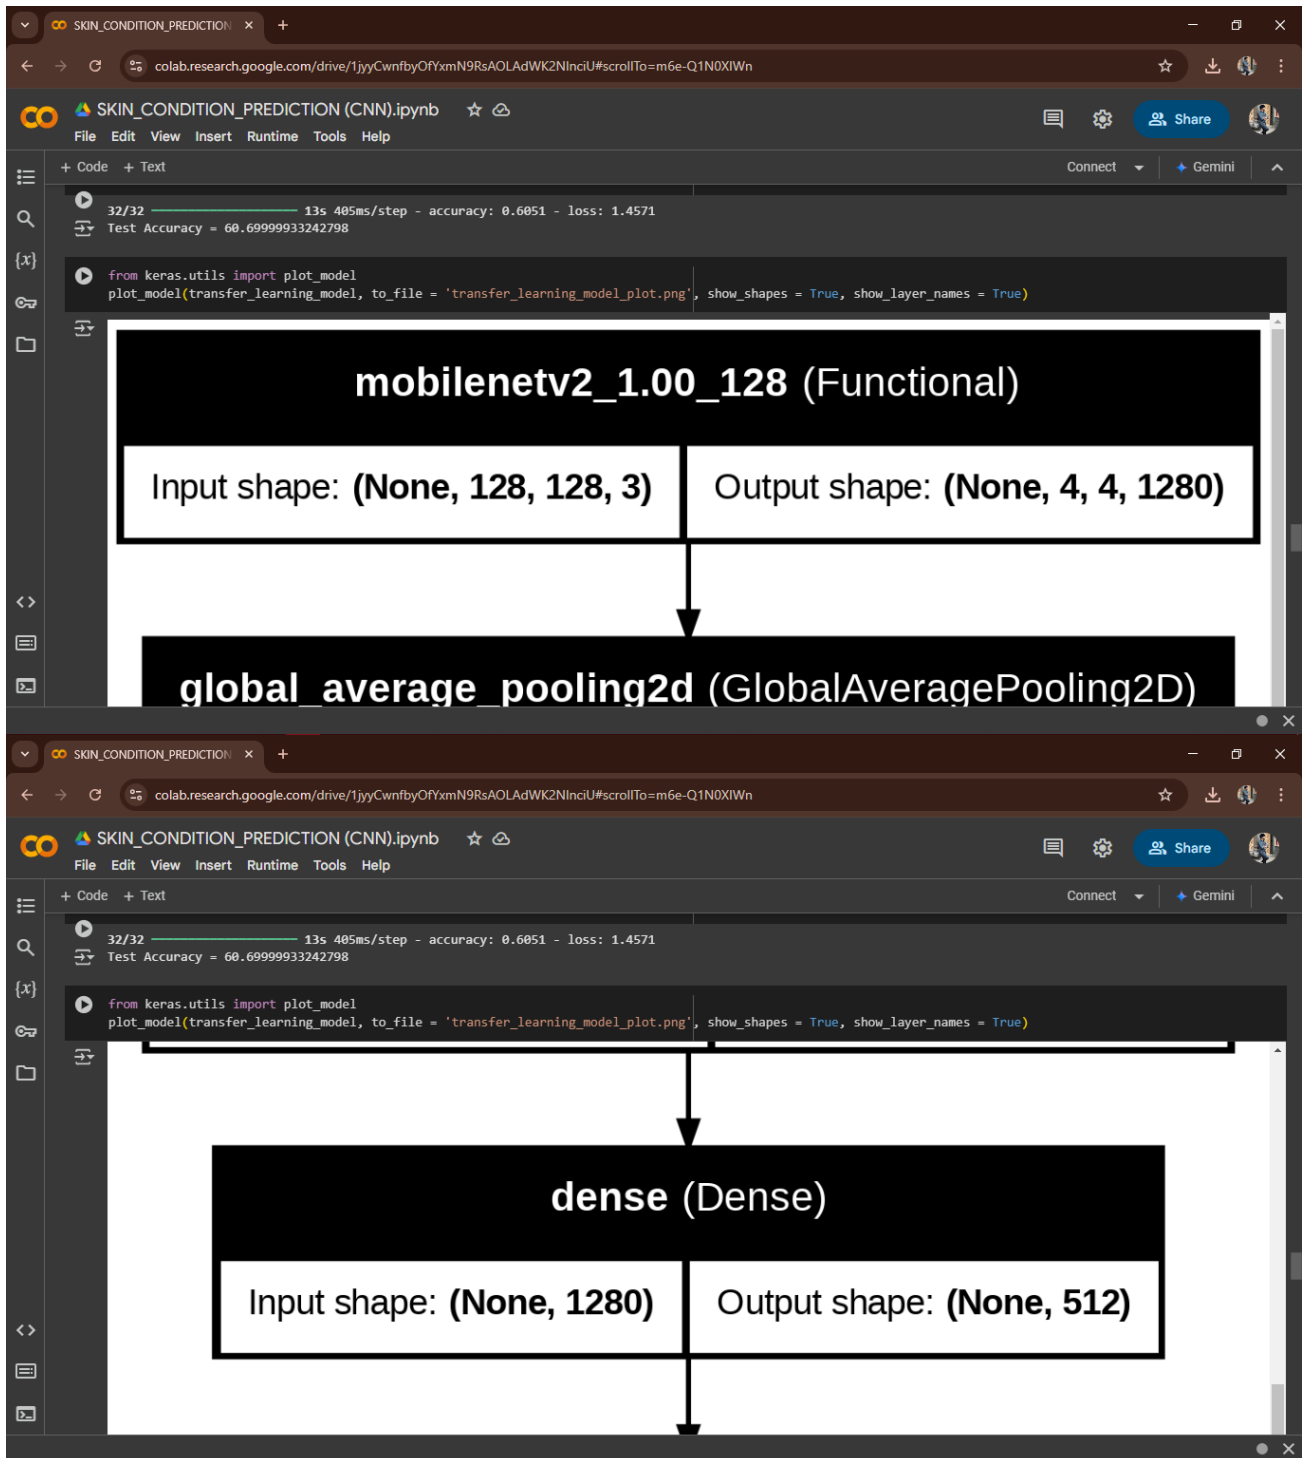 SKIN_CONDITION_PREDICTION
colab.research.google.com/drive/1jyyCwnfbyOfYxmN9RsAOLAdWK2NInciU#scrollTo=m6e-Q1N0XIWn
CO SKIN_CONDITION_PREDICTION (CNN).ipynb
File Edit View Insert Runtime Tools Help
Share
+ Code + Text
Connect
Gemini
32/32 13s 405ms/step - accuracy: 0.6051 - loss: 1.4571
Test Accuracy = 60.69999933242798
{x}
from keras.utils import plot_model
plot_model(transfer_learning_model, to_file = 'transfer_learning_model_plot.png', show_shapes = True, show_layer_names = True)
mobilenetv2_1.00_128 (Functional)
Input shape: (None, 128, 128, 3) Output shape: (None, 4, 4, 1280)
global_average_pooling2d (GlobalAveragePooling2D)
SKIN_CONDITION_PREDICTION
colab.research.google.com/drive/1jyyCwnfbyOfYxmN9RsAOLAdWK2NInciU#scrollTo=m6e-Q1N0XIWn
CO SKIN_CONDITION_PREDICTION (CNN).ipynb
File Edit View Insert Runtime Tools Help
Share
+ Code + Text
Connect
Gemini
32/32 13s 405ms/step - accuracy: 0.6051 - loss: 1.4571
Test Accuracy = 60.69999933242798
{x}
from keras.utils import plot_model
plot_model(transfer_learning_model, to_file = 'transfer_learning_model_plot.png', show_shapes = True, show_layer_names = True)
dense (Dense)
Input shape: (None, 1280) Output shape: (None, 512)